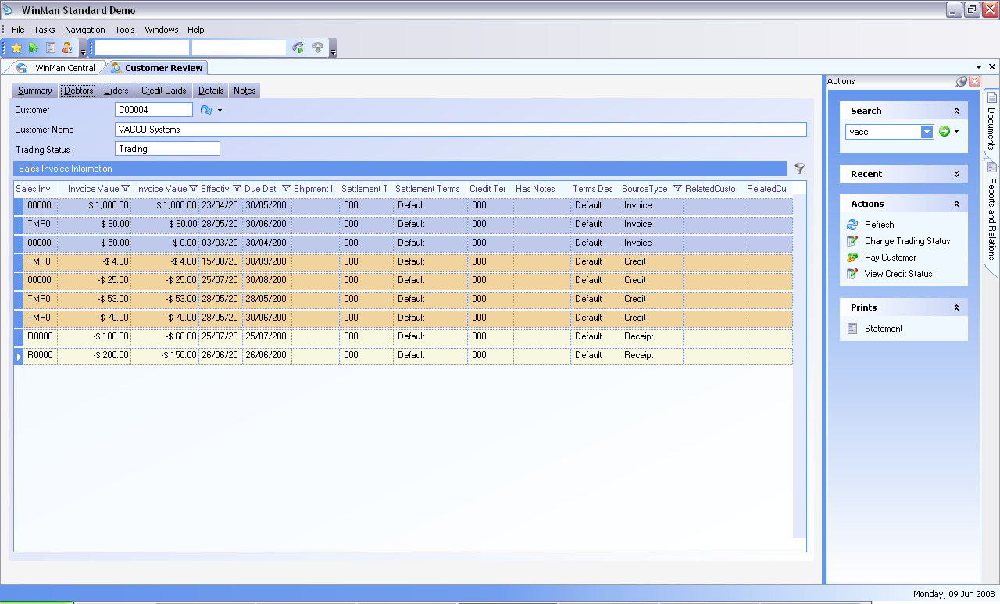 WinMan Standard Demo
File Tasks Navigation Tools Windows Help
WinMan Central Customer Review
Summary Debtors Orders Credit Cards Details Notes
Customer C00004
Customer Name VACCO Systems
Trading Status Trading
Sales Invoice Information
Sales Inv Invoice Value Invoice Value Effectiv Due Dat Shipment I Settlement T Settlement Terms Credit Ter Has Notes Terms Des SourceType RelatedCusto RelatedCu
00000 $ 1,000.00 $ 1,000.00 23/04/20 30/05/200 000 Default 000 Default Invoice
TMP0 $ 90.00 $ 90.00 28/05/20 30/06/200 000 Default 000 Default Invoice
00000 $ 50.00 $ 0.00 03/03/20 30/04/200 000 Default 000 Default Invoice
TMP0 -$ 4.00 -$ 4.00 15/08/20 30/09/200 000 Default 000 Default Credit
00000 -$ 25.00 -$ 25.00 25/07/20 30/08/200 000 Default 000 Default Credit
TMP0 -$ 53.00 -$ 53.00 28/05/20 28/05/200 000 Default 000 Default Credit
TMP0 -$ 70.00 -$ 70.00 28/05/20 30/06/200 000 Default 000 Default Credit
R0000 -$ 100.00 -$ 60.00 25/07/20 25/07/200 000 Default 000 Default Receipt
R0000 -$ 200.00 -$ 150.00 26/06/20 26/06/200 000 Default 000 Default Receipt
Actions
Search
vacc
Recent
Actions
Refresh
Change Trading Status
Pay Customer
View Credit Status
Prints
Statement
Documents
Reports and Relations
Monday, 09 Jun 2008